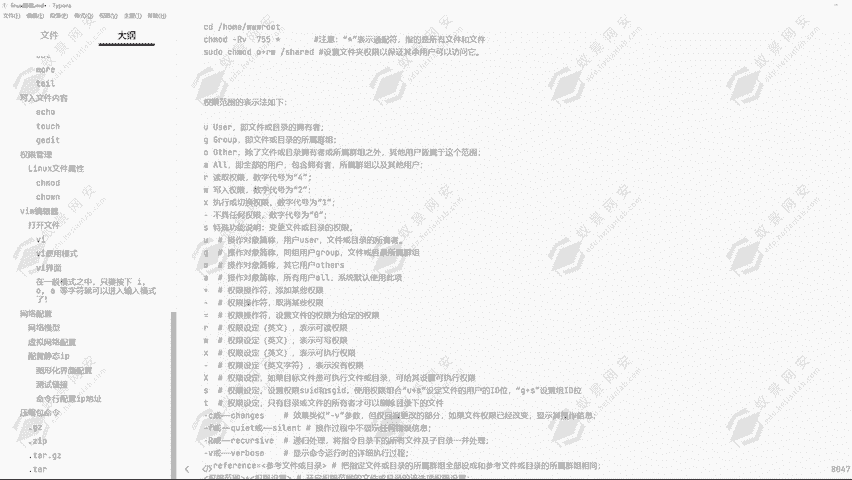 linux基础.md• - Typora
文件(F) 编辑(E) 段落(P) 格式(O) 视图(V) 主题(T) 帮助(H)
文件 大纲
more
tail
写入文件内容
echo
touch
gedit
权限管理
Linux文件属性
chmod
chown
vim编辑器
打开文件
vi
vi使用模式
vi界面
在一般模式之中，只要按下 i,
o, a 等字符就可以进入输入模式
了！
网络配置
网络模型
虚拟网络配置
配置静态ip
图形化界面配置
测试链接
命令行配置ip地址
压缩包命令
.gz
.zip
.tar.gz
.tar
cd /home/wwwroot
chmod -Rv 755 * #注意：“*”表示通配符，指的是所有文件和文件
sudo chmod o+rw /shared #设置文件夹权限以保证其余用户可以访问它。
权限范围的表示法如下：
u User，即文件或目录的拥有者；
g Group，即文件或目录的所属群组；
o Other，除了文件或目录拥有者或所属群组之外，其他用户皆属于这个范围；
a All，即全部的用户，包含拥有者，所属群组以及其他用户；
r 读取权限，数字代号为“4”；
w 写入权限，数字代号为“2”；
x 执行或切换权限，数字代号为“1”；
- 不具任何权限，数字代号为“0”；
s 特殊功能说明：变更文件或目录的权限。
u # 操作对象简称，用户user，文件或目录的所有者。
g # 操作对象简称，同组用户group，文件或目录所属群组
o # 操作对象简称，其它用户others
a # 操作对象简称，所有用户all，系统默认使用此项
+ # 权限操作符，添加某些权限
- # 权限操作符，取消某些权限
= # 权限操作符，设置文件的权限为给定的权限
r # 权限设定（英文），表示可读权限
w # 权限设定（英文），表示可写权限
x # 权限设定（英文），表示可执行权限
- # 权限设定（英文字符），表示没有权限
X # 权限设定，如果目标文件是可执行文件或目录，可给其设置可执行权限
s # 权限设定，设置权限suid和sgid，使用权限组合“u+s”设定文件的用户的ID位，“g+s”设置组ID位
t # 权限设定，只有目录或文件的所有者才可以删除目录下的文件
-c或--changes # 效果类似“-v”参数，但仅回报更改的部分，如果文件权限已经改变，显示其操作信息；
-f或--quiet或--silent # 操作过程中不显示任何错误信息；
-R或--recursive # 递归处理，将指令目录下的所有文件及子目录一并处理；
-v或--verbose # 显示命令运行时的详细执行过程；
--reference=<参考文件或目录> # 把指定文件或目录的所属群组全部设成和参考文件或目录的所属群组相同；
8047
蚁景网安
edu.yijinglab.com